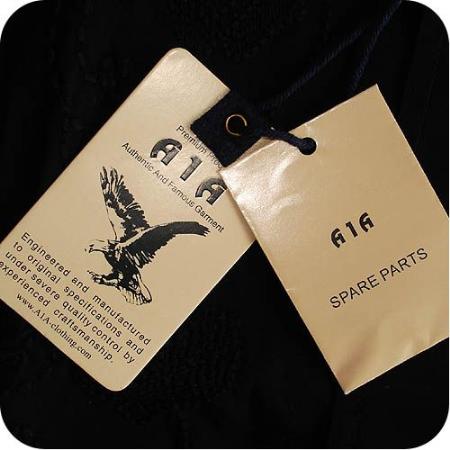 Premium
A1A
Authentic And Famous Garment
Engineered and manufactured
to original specifications and
under severe quality control by
experienced craftsmanship.
www.A1A-clothing.com
A1A
SPARE PARTS